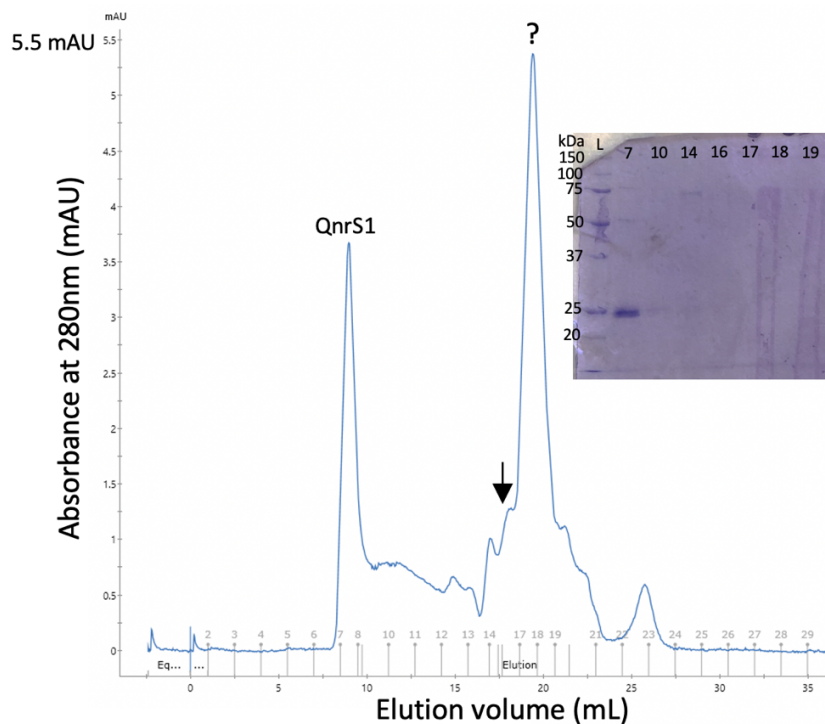 mAU
5.5 mAU
5.5
5
4.5
4
3.5
3
2.5
2
1.5
1
0.5
0
Absorbance at 280nm (mAU)
QnrS1
?
kDa
150
100
75
50
37
25
20
L 7 10 14 16 17 18 19
2 3 4 5 6 7 8 10 11 12 13 14 17 18 19 21 22 23 24 25 26 27 28 29
Eq... ... Elution
0 5 10 15 20 25 30 35
Elution volume (mL)